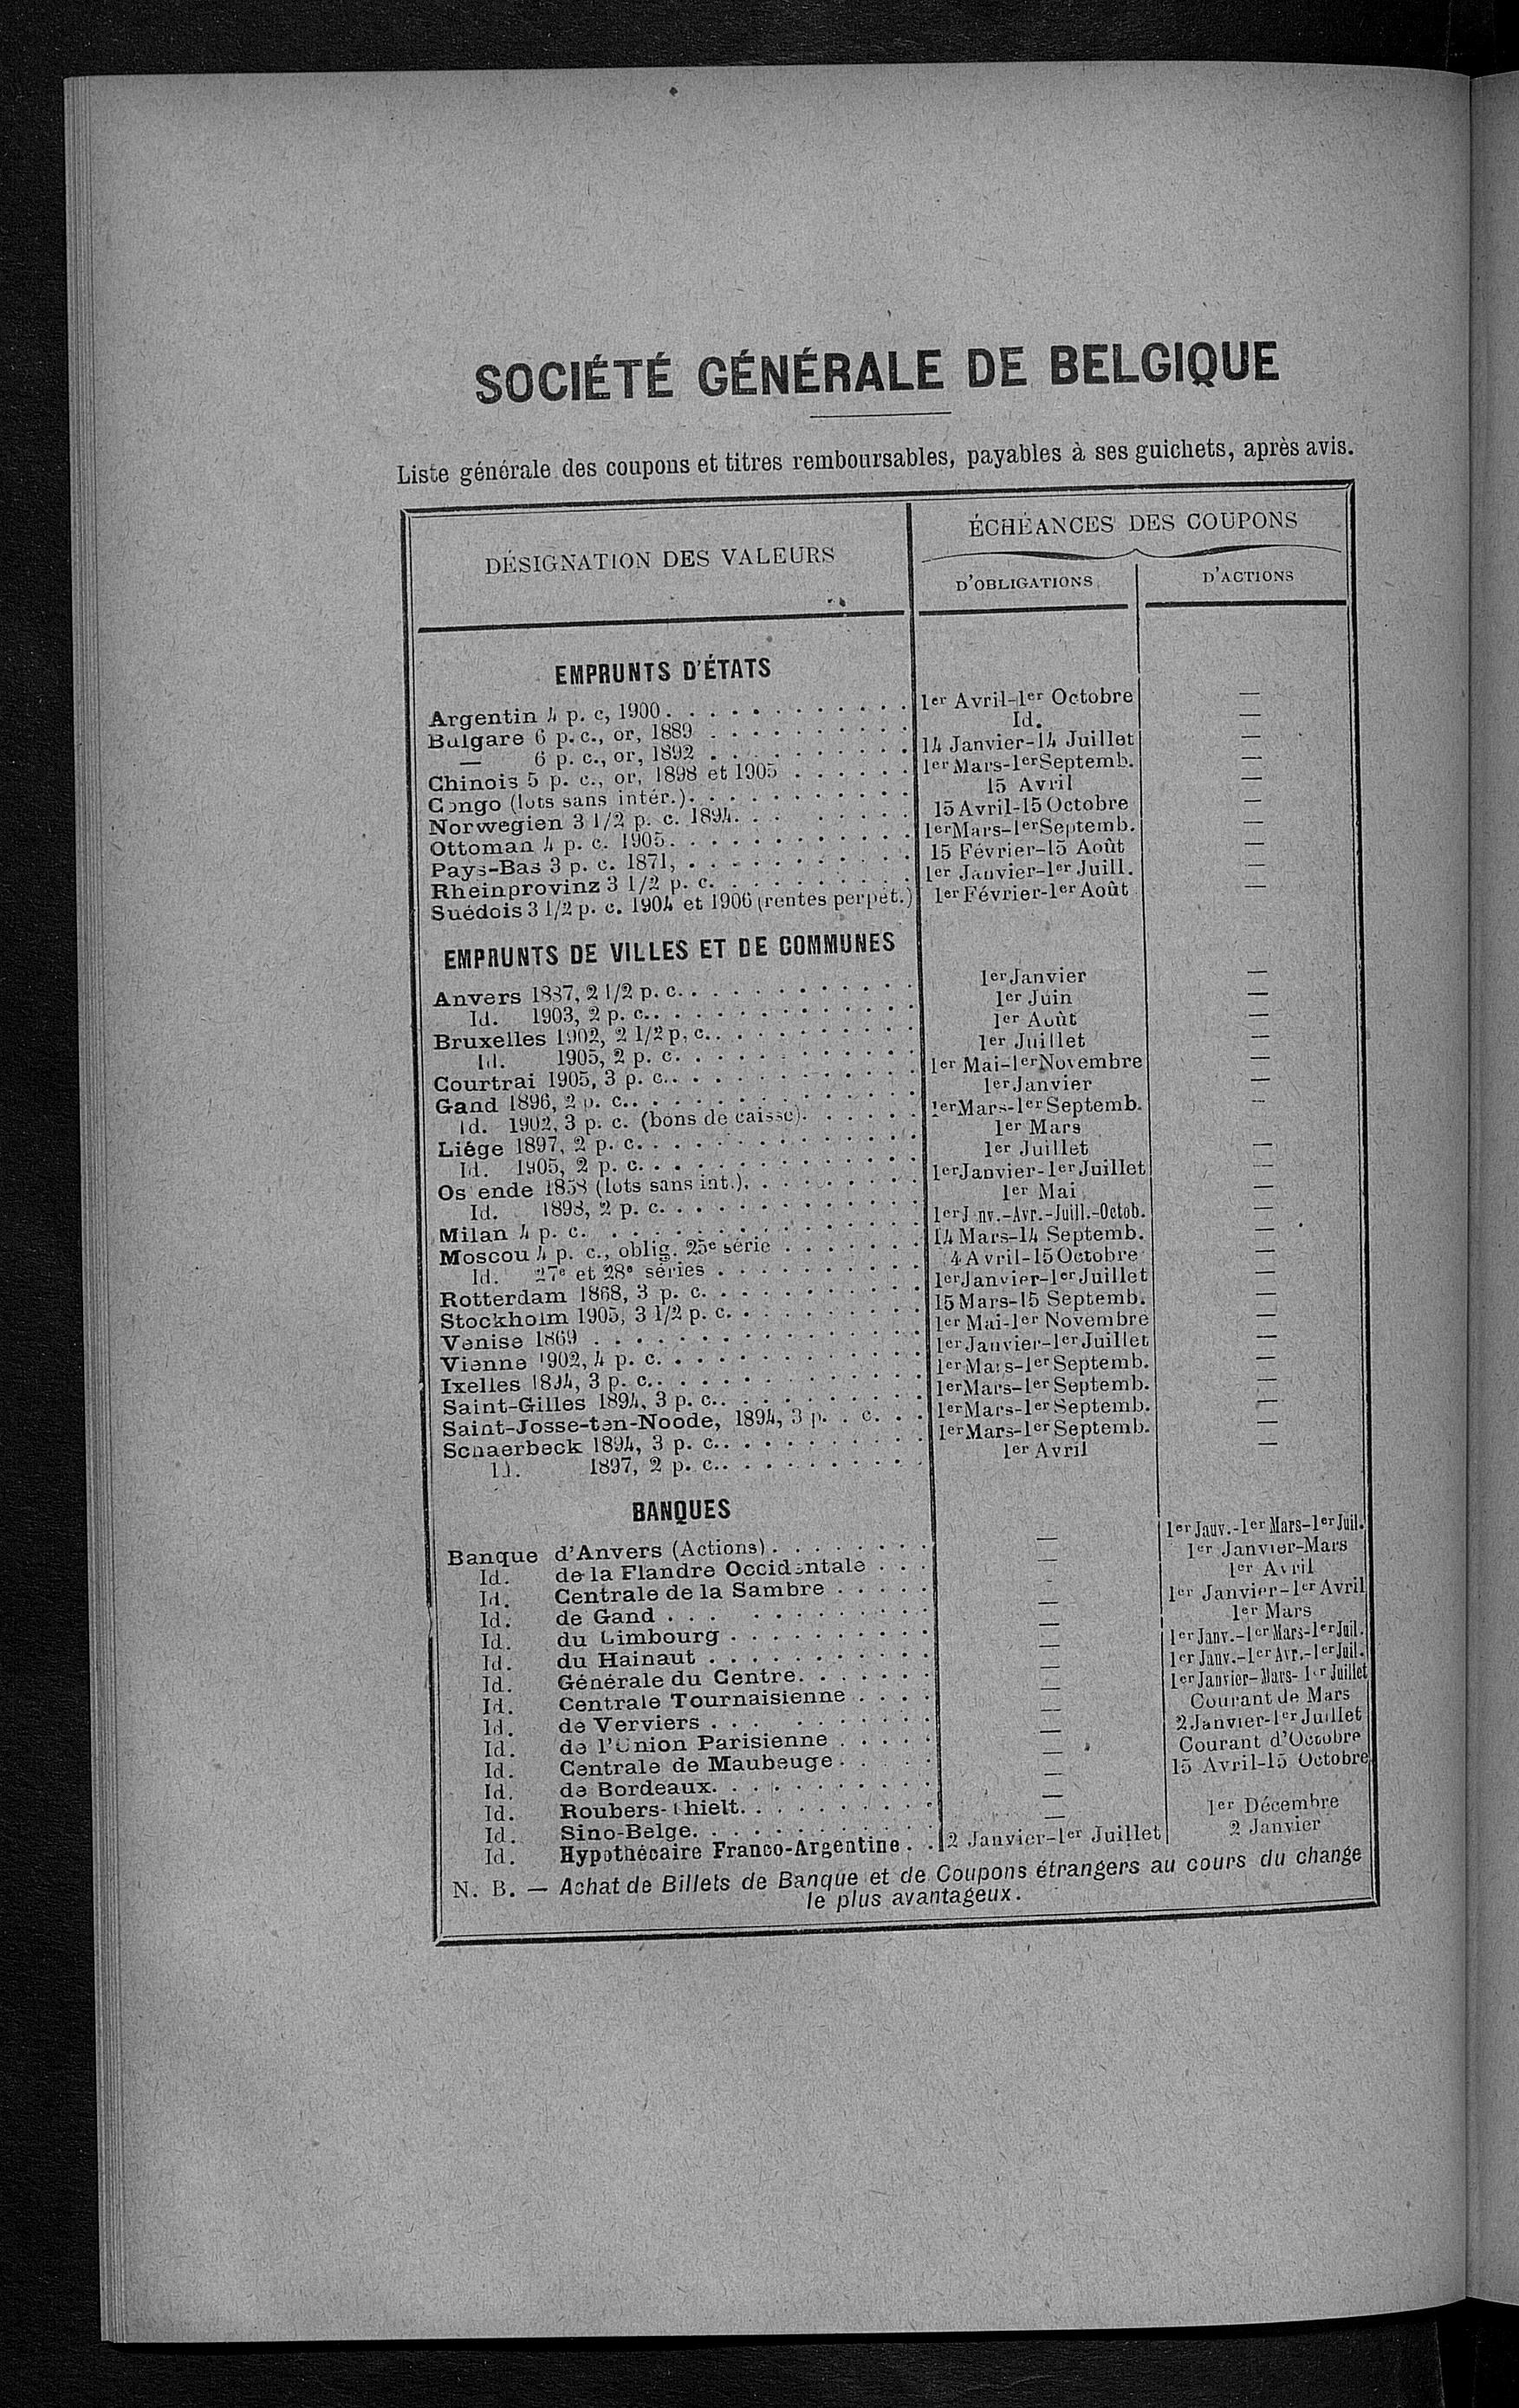 SOCIÉTÉ GÉNÉRALE DE BELGIQUE
Liste générale des coupons et titres remboursables, payables à ses guichets, après avis.
DÉSIGNATION DES VALEURS
ÉCHÉANCES DES COUPONS
D'OBLIGATIONS
D'ACTIONS
EMPRUNTS D'ÉTATS
Argentin 4 p. c, 1900. . . . . . . . . . 1er Avril-1er Octobre —
Bulgare 6 p. c., or, 1889 . . . . . . . . . Id. —
— 6 p. c., or, 1892 . . . . . . . . . 14 Janvier-14 Juillet —
Chinois 5 p. c., or, 1898 et 1905 . . . . . . 1er Mars-1er Septemb. —
Congo (lots sans intér.). . . . . . . . . . 15 Avril —
Norwegien 3 1/2 p. c. 1894. . . . . . . . 15 Avril-15 Octobre —
Ottoman 4 p. c. 1905. . . . . . . . . . 1er Mars-1er Septemb. —
Pays-Bas 3 p. c. 1871, . . . . . . . . . 15 Février-15 Août —
Rheinprovinz 3 1/2 p. c. . . . . . . . . 1er Janvier-1er Juill. —
Suédois 3 1/2 p. c. 1904 et 1906 (rentes perpét.) 1er Février-1er Août —
EMPRUNTS DE VILLES ET DE COMMUNES
Anvers 1887, 2 1/2 p. c. . . . . . . . . . 1er Janvier —
Id. 1903, 2 p. c.. . . . . . . . . . 1er Juin —
Bruxelles 1902, 2 1/2 p. c.. . . . . . . . . 1er Août —
Id. 1905, 2 p. c. . . . . . . . . . 1er Juillet —
Courtrai 1905, 3 p. c.. . . . . . . . . . 1er Mai-1er Novembre —
Gand 1896, 2 p. c.. . . . . . . . . . 1er Janvier —
Id. 1902, 3 p. c. (bons de caisse). . . . . . 1er Mars-1er Septemb. —
Liége 1897, 2 p. c. . . . . . . . . . 1er Mars
Id. 1905, 2 p. c. . . . . . . . . . 1er Juillet —
Os ende 1858 (lots sans int.). . . . . . . . 1er Janvier-1er Juillet —
Id. 1898, 2 p. c. . . . . . . . . . 1er Mai —
Milan 4 p. c. . . . . . . . . . 1er J nv.-Avr.-Juill.-Octob. —
Moscou 4 p. c., oblig. 25e série . . . . . . . 14 Mars-14 Septemb. —
Id. 27e et 28e séries . . . . . . . . . 4 Avril-15 Octobre —
Rotterdam 1868, 3 p. c. . . . . . . . . 1er Janvier-1er Juillet —
Stockholm 1905, 3 1/2 p. c. . . . . . . . . 15 Mars-15 Septemb. —
Venise 1869 . . . . . . . . . . 1er Mai-1er Novembre —
Vienne 1902, 4 p. c. . . . . . . . . . 1er Janvier-1er Juillet —
Ixelles 1894, 3 p. c.. . . . . . . . . . 1er Mars-1er Septemb. —
Saint-Gilles 1894, 3 p. c.. . . . . . . . . 1er Mars-1er Septemb. —
Saint-Josse-ten-Noode, 1894, 3 p. . c. . . 1er Mars-1er Septemb. —
Schaerbeck 1894, 3 p. c.. . . . . . . . . 1er Mars-1er Septemb. —
Id. 1897, 2 p. c.. . . . . . . . . 1er Avril —
BANQUES
Banque d'Anvers (Actions). . . . . . . — 1er Janv.-1er Mars-1er Juil.
Id. de la Flandre Occidentale . . . — 1er Janvier-Mars
Id. Centrale de la Sambre . . . . . 1er Avril
Id. de Gand . . . . . . . . . — 1er Janvier-1er Avril
Id. du Limbourg . . . . . . . . — 1er Mars
Id. du Hainaut . . . . . . . . . — 1er Janv.-1er Mars-1er Juil.
Id. Générale du Centre. . . . . . — 1er Janv.-1er Avr.-1er Juil.
Id. Centrale Tournaisienne . . . . — 1er Janvier-Mars-1er Juillet
Id. de Verviers . . . . . . . . Courant de Mars
Id. de l'Union Parisienne . . . . . — 2 Janvier-1er Juillet
Id. Centrale de Maubeuge . . . . . — Courant d'Octobre
Id. de Bordeaux. . . . . . . . . — 15 Avril-15 Octobre
Id. Roubers-Thielt. . . . . . . . —
Id. Sino-Belge. . . . . . . . . — 1er Décembre
Id. Hypothécaire Franco-Argentine . . 2 Janvier-1er Juillet 2 Janvier
N. B. — Achat de Billets de Banque et de Coupons étrangers au cours du change
le plus avantageux.